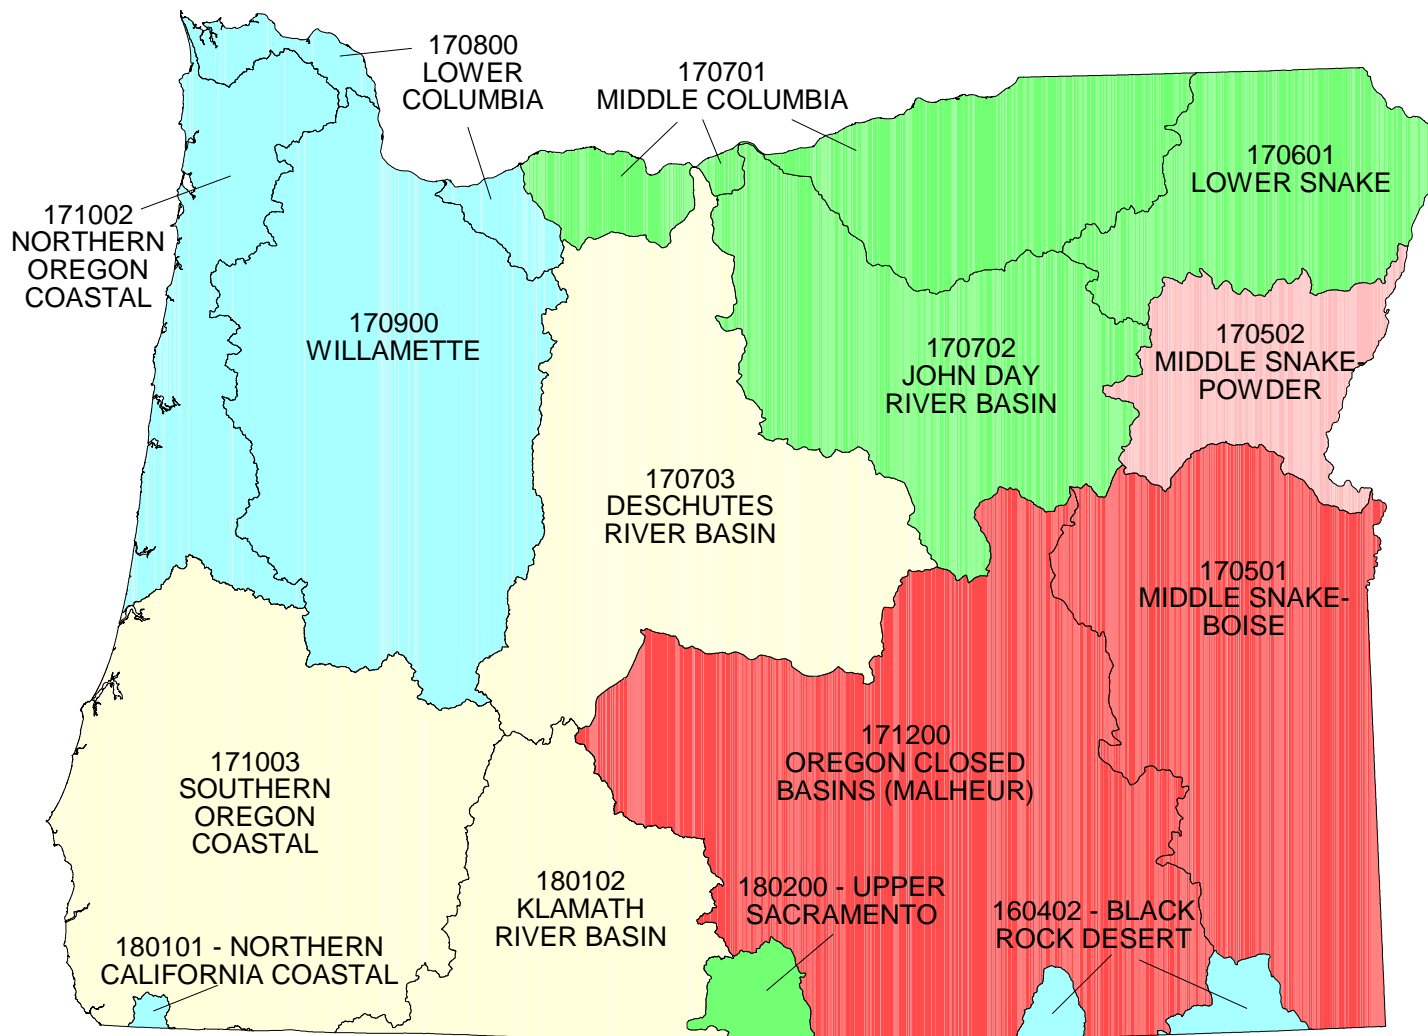 170800
LOWER
COLUMBIA
170701
MIDDLE COLUMBIA
170601
LOWER SNAKE
171002
NORTHERN
OREGON
COASTAL
170900
WILLAMETTE
170702
JOHN DAY
RIVER BASIN
170502
MIDDLE SNAKE-
POWDER
170703
DESCHUTES
RIVER BASIN
170501
MIDDLE SNAKE-
BOISE
171003
SOUTHERN
OREGON
COASTAL
171200
OREGON CLOSED
BASINS (MALHEUR)
180102
KLAMATH
RIVER BASIN
180200 - UPPER
SACRAMENTO
160402 - BLACK
ROCK DESERT
180101 - NORTHERN
CALIFORNIA COASTAL